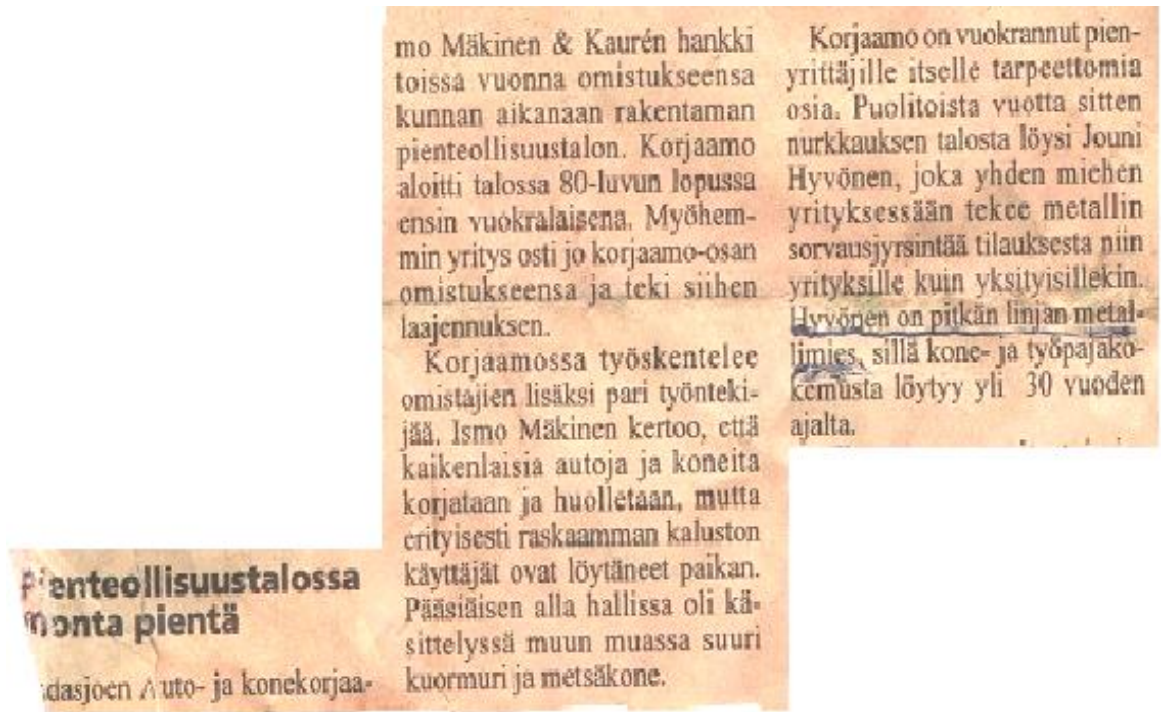 Pienteollisuustalossa
monta pientä
dasjoen Auto- ja konekorjaa-
mo Mäkinen & Kaurén hankki
toissa vuonna omistukseensa
kunnan aikanaan rakentaman
pienteollisuustalon. Korjaamo
aloitti talossa 80-luvun lopussa
ensin vuokralaisena. Myöhem-
min yritys osti jo korjaamo-osan
omistukseensa ja teki siihen
laajennuksen.
Korjaamossa työskentelee
omistajien lisäksi pari työnteki-
jää. Ismo Mäkinen kertoo, että
kaikenlaisia autoja ja koneita
korjataan ja huolletaan, mutta
erityisesti raskaamman kaluston
käyttäjät ovat löytäneet paikan.
Pääsiäisen alla hallissa oli kä-
sittelyssä muun muassa suuri
kuormuri ja metsäkone.
Korjaamo on vuokrannut pien-
yrittäjille itselle tarpeettomia
osia. Puolitoista vuotta sitten
nurkkauksen talosta löysi Jouni
Hyvönen, joka yhden miehen
yrityksessään tekee metallin
sorvausjyrsintää tilauksesta niin
yrityksille kuin yksityisillekin.
Hyvönen on pitkän linjan metal-
limies, sillä kone- ja työpajako-
kemusta löytyy yli 30 vuoden
ajalta.